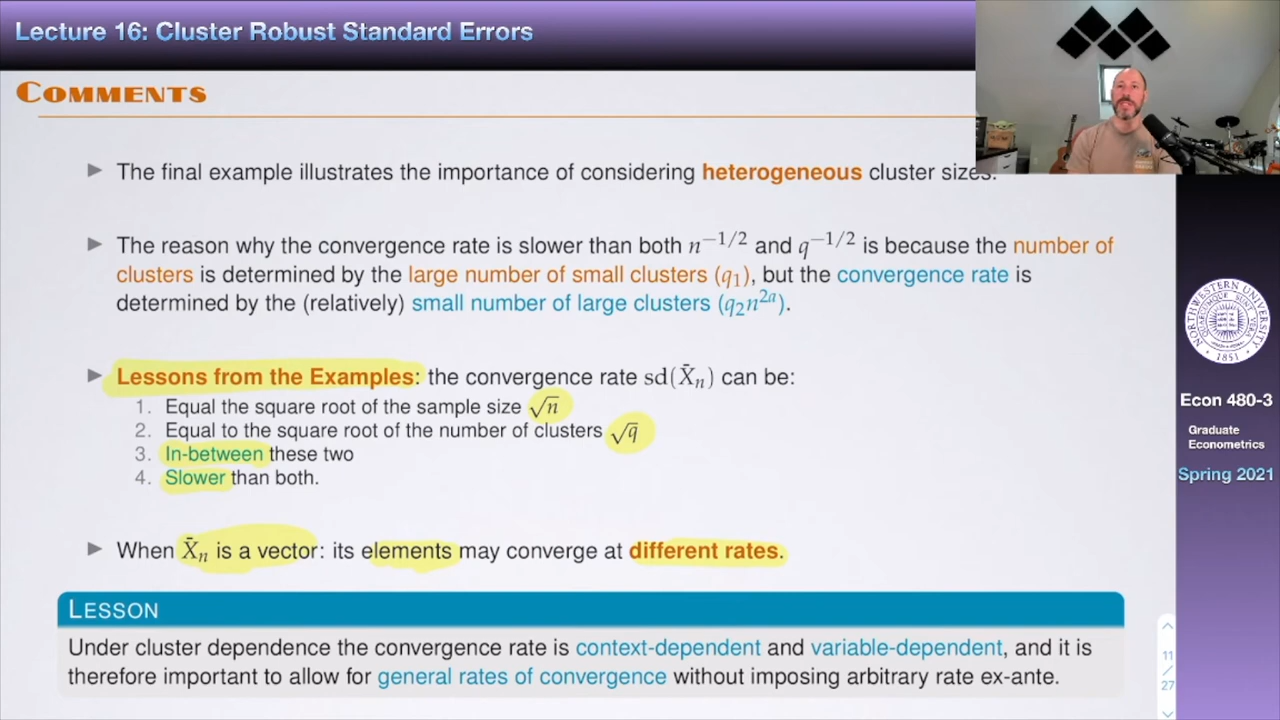 Lecture 16: Cluster Robust Standard Errors
COMMENTS
The final example illustrates the importance of considering heterogeneous cluster sizes.
The reason why the convergence rate is slower than both n^{-1/2} and q^{-1/2} is because the number of
clusters is determined by the large number of small clusters (q₁), but the convergence rate is
determined by the (relatively) small number of large clusters (q₂n^{2a}).
Lessons from the Examples: the convergence rate sd(X̄ₙ) can be:
1. Equal the square root of the sample size √n
2. Equal to the square root of the number of clusters √q
3. In-between these two
4. Slower than both.
When X̄ₙ is a vector: its elements may converge at different rates.
LESSON
Under cluster dependence the convergence rate is context-dependent and variable-dependent, and it is
therefore important to allow for general rates of convergence without imposing arbitrary rate ex-ante.
NORTHWESTERN UNIVERSITY
1851
Econ 480-3
Graduate
Econometrics
Spring 2021
11
/
27